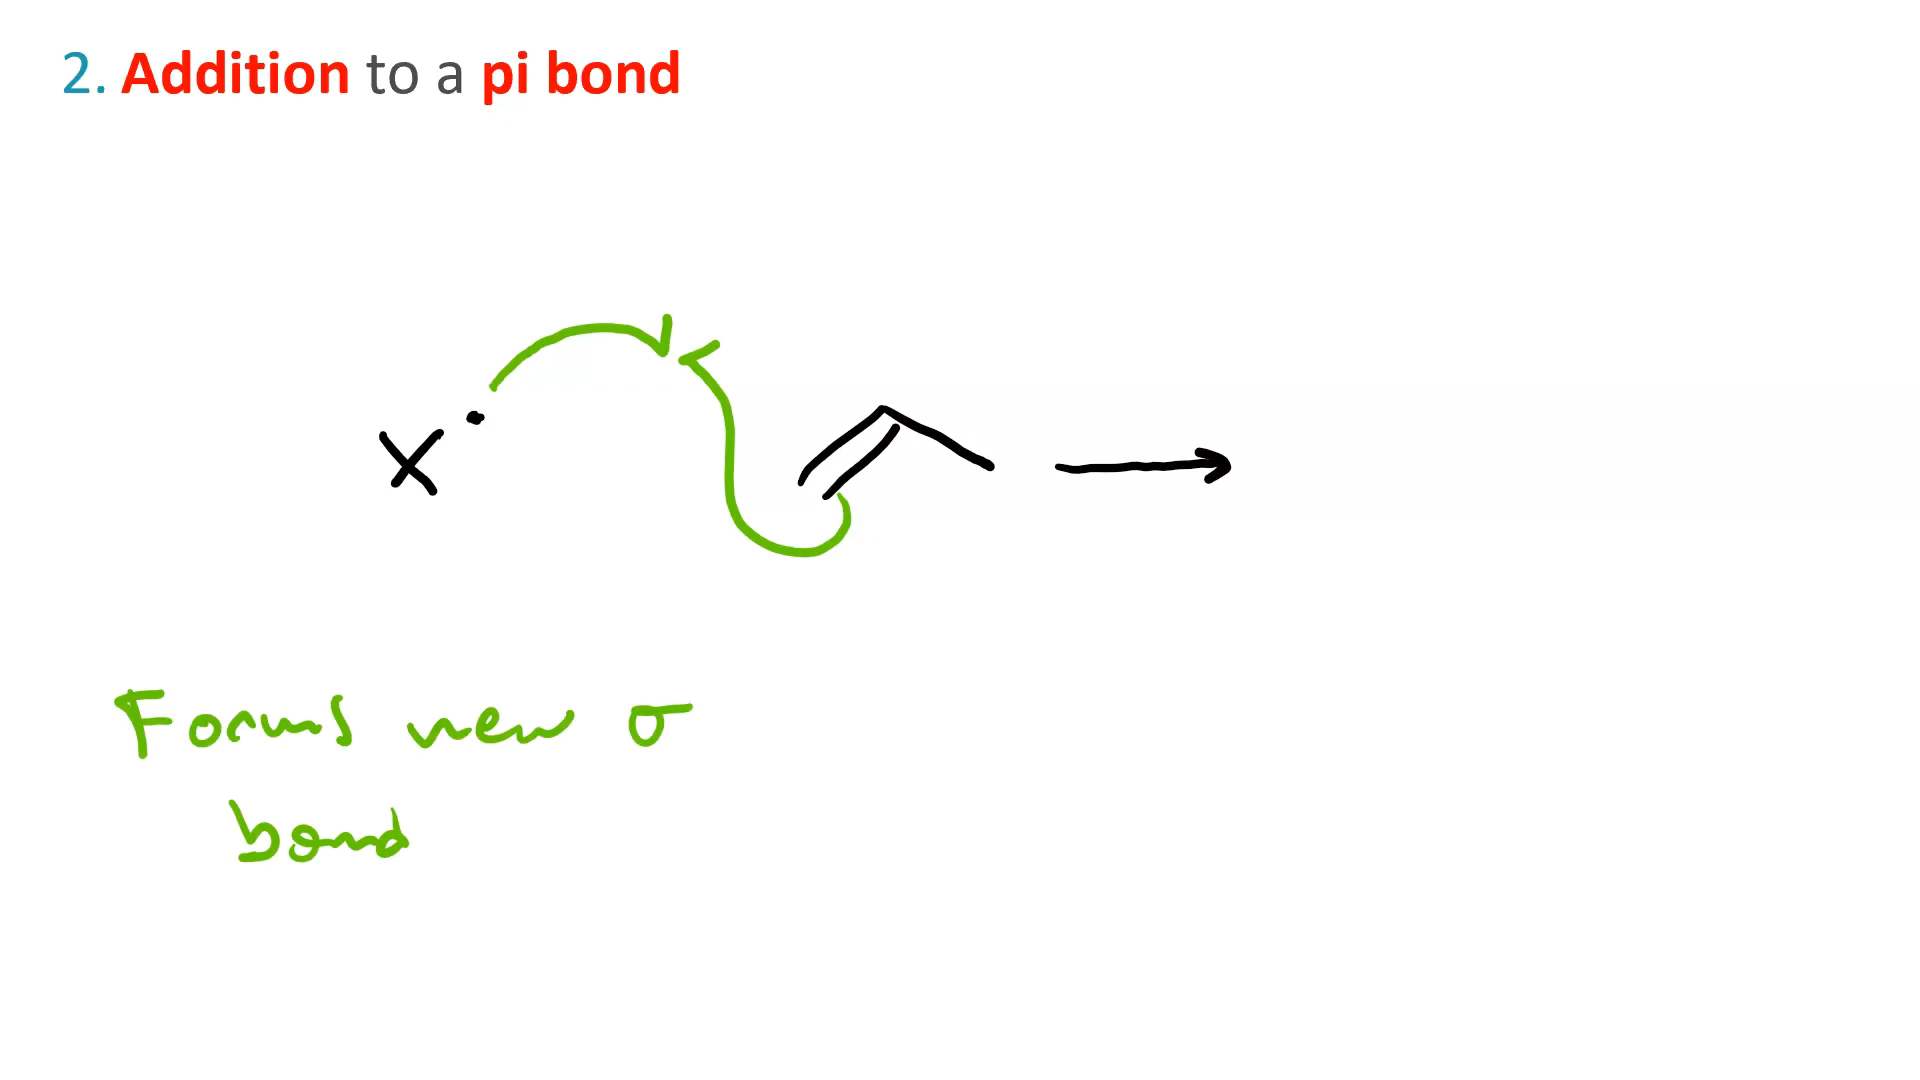 2. Addition to a pi bond
X·
Forms new σ
bond